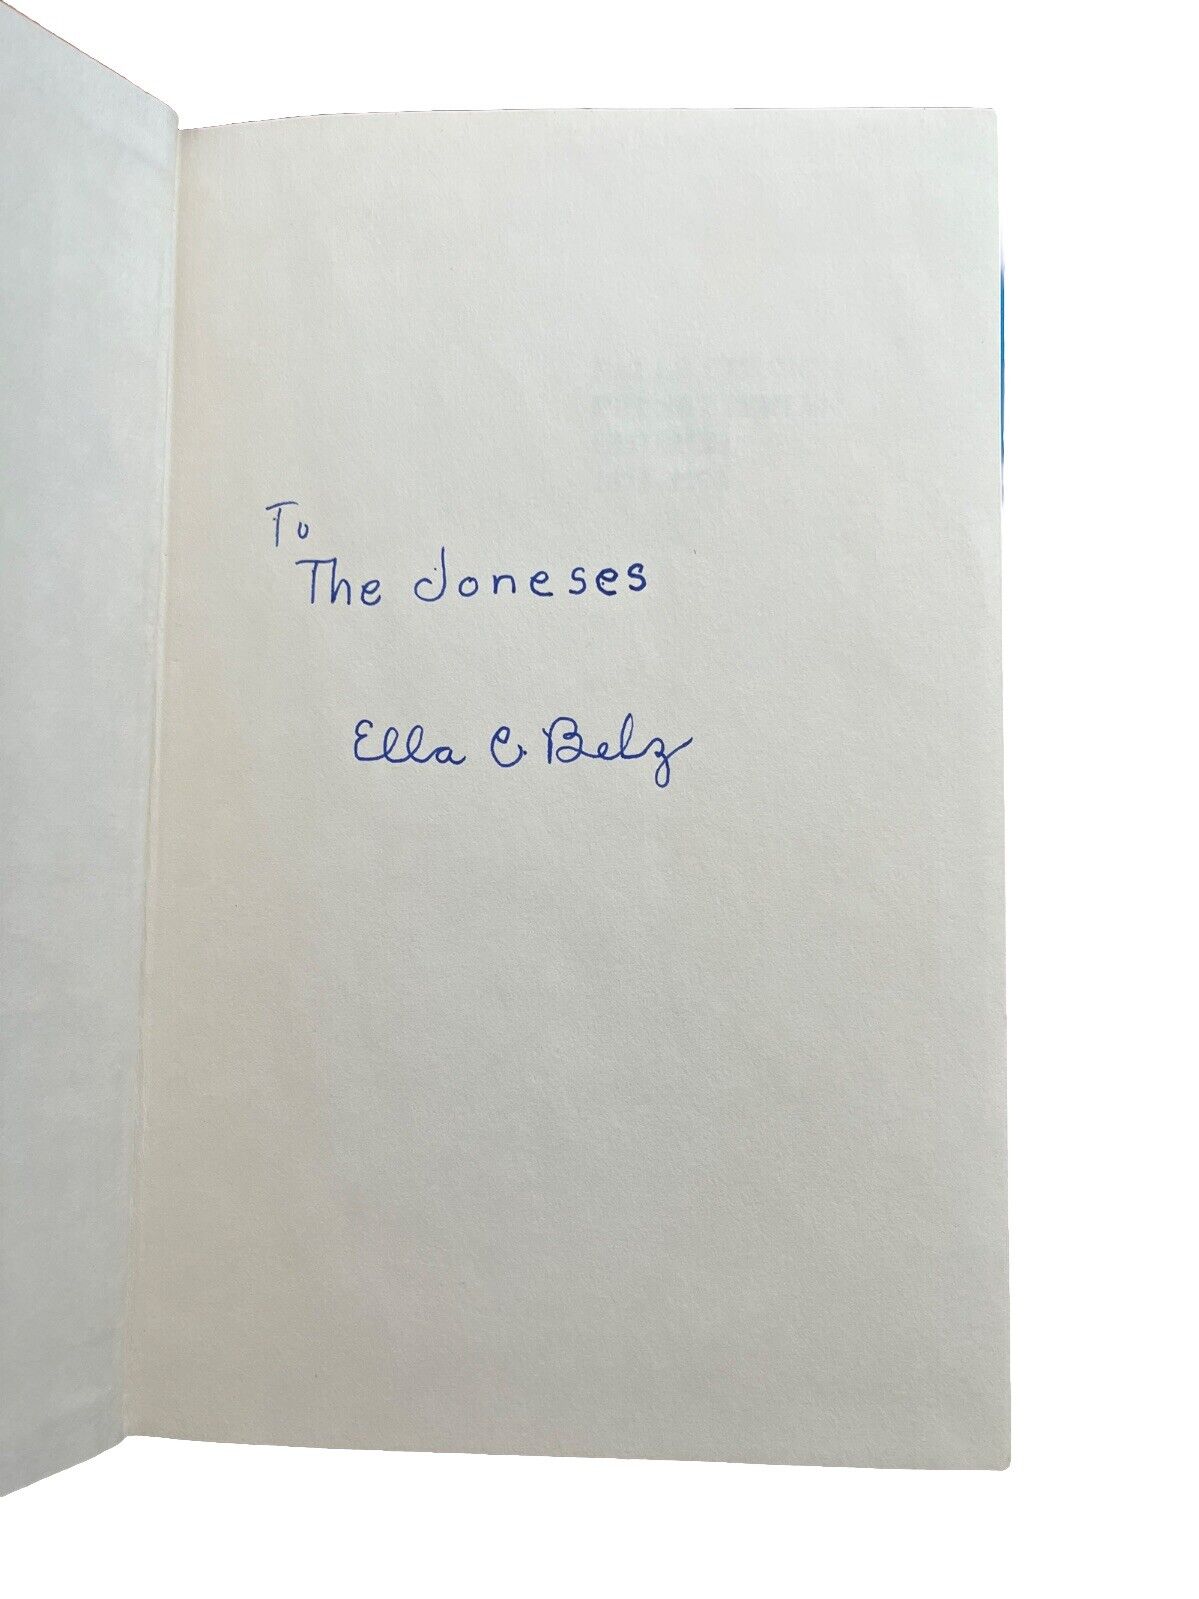 To
The Joneses
Ella C. Belz